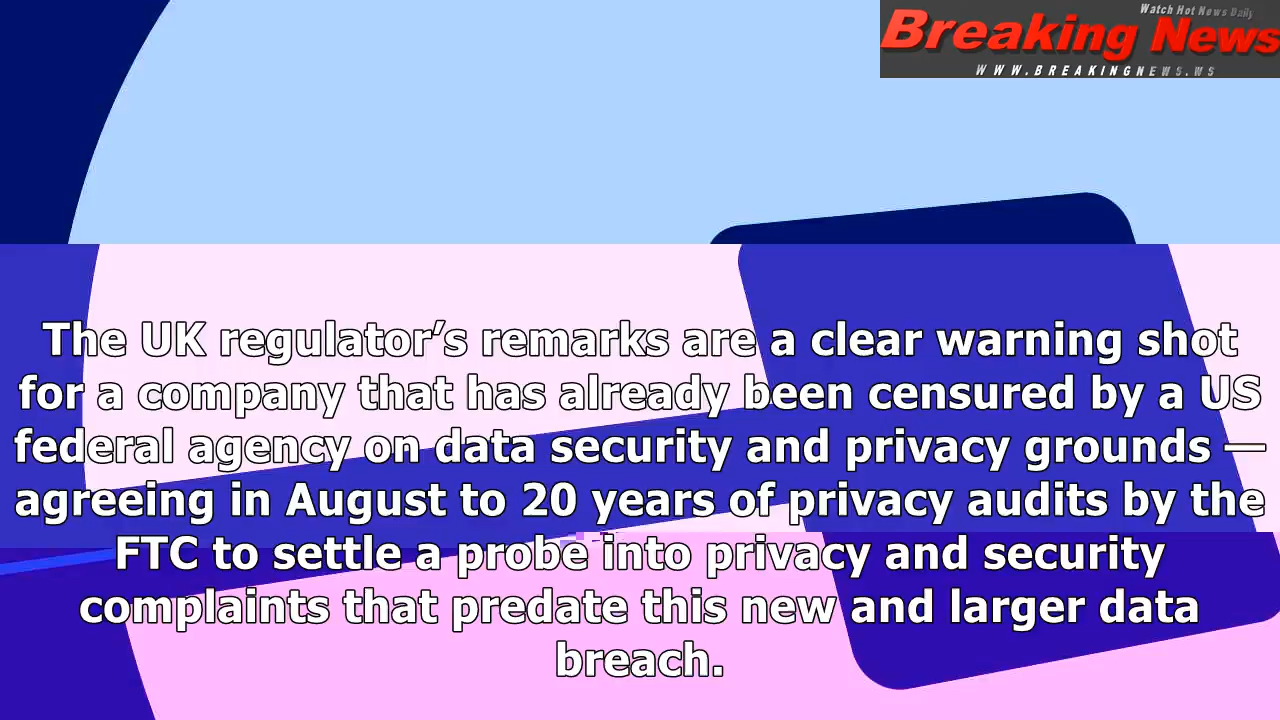 Watch Hot News Daily
Breaking News
WWW.BREAKINGNEWS.WS
The UK regulator’s remarks are a clear warning shot
for a company that has already been censured by a US
federal agency on data security and privacy grounds —
agreeing in August to 20 years of privacy audits by the
FTC to settle a probe into privacy and security
complaints that predate this new and larger data
breach.